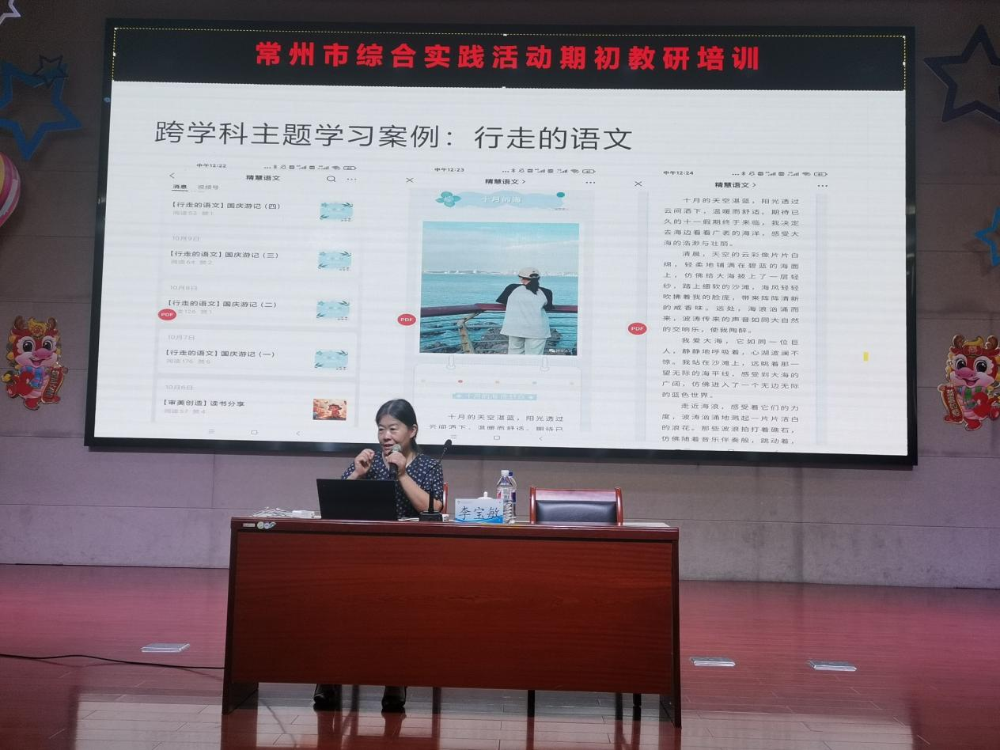 常州市综合实践活动期初教研培训
跨学科主题学习案例：行走的语文
中午12:22
精慧语文
消息 视频号
【行走的语文】国庆游记（四）
阅读53 赞1
10月9日
【行走的语文】国庆游记（三）
阅读64 赞2
10月8日
【行走的语文】国庆游记（二）
读126 赞1
PDF
10月7日
【行走的语文】国庆游记（一）
阅读176 赞6
10月6日
【审美创造】读书分享
阅读57 赞4
中午12:23
精慧语文
十月的海
PDF
十月的天空湛蓝，阳光透过
云间洒下，温暖而舒适。期待已
中午12:24
精慧语文
十月的天空湛蓝，阳光透过
云间洒下，温暖而舒适。期待已
久的十一假期终于来临，我决定
去海边看看广袤的海洋，感受大
海的浩渺与壮丽。
清晨，天空的云彩像片片白
绵，轻柔地铺满在碧蓝的海面
上，仿佛给大海披上了一层轻
纱，踏上细软的沙滩，海风轻轻
吹拂着我的脸庞，带来阵阵清新
的咸香味。远处，海浪汹涌而
来，波涛传来的声音如同大自然
的交响乐，使我陶醉。
PDF
我爱大海，它如同一位巨
人，静静地呼吸着，心湖波澜不
惊。我站在沙滩上，远眺着那一
望无际的海平线，感受到大海的
广阔，仿佛进入了一个无边无际
的蓝色世界。
走近海浪，感受着它们的力
度，波涛汹涌地溅起一片片洁白
的浪花。那些波浪拍打着礁石，
仿佛随着音乐伴奏般，跳动着，
李宝敏